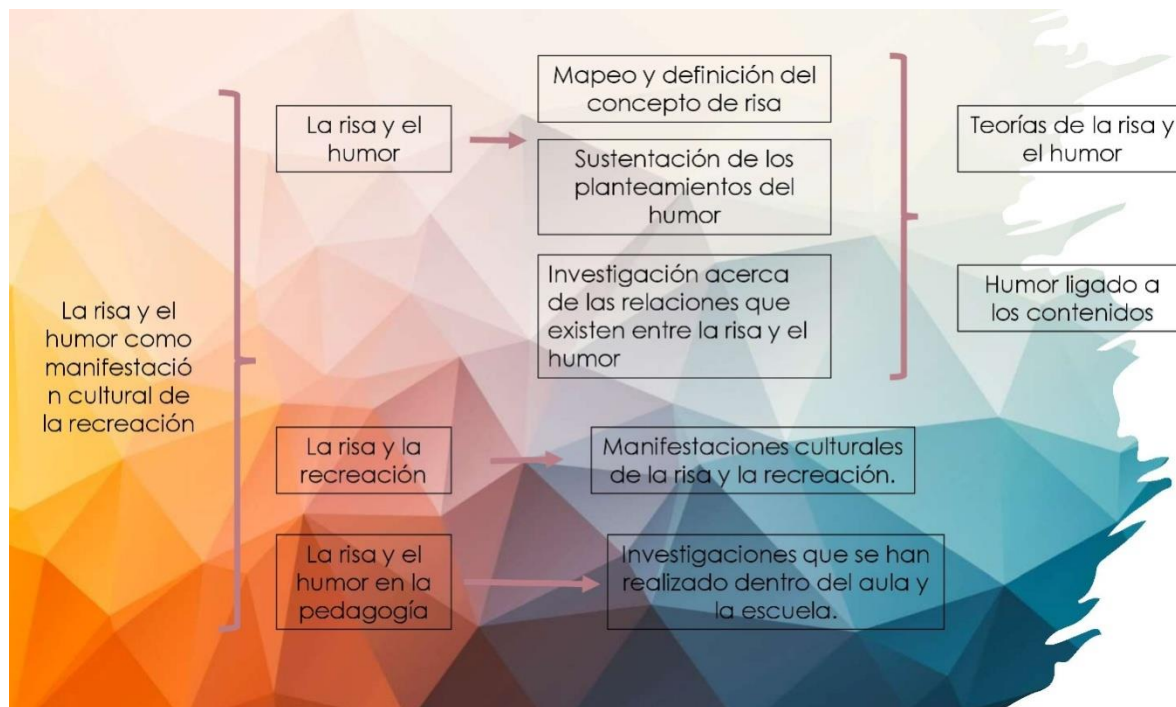 La risa y el
humor como
manifestació
n cultural de
la recreación
La risa y el
humor
Mapeo y definición del
concepto de risa
Sustentación de los
planteamientos del
humor
Investigación acerca
de las relaciones que
existen entre la risa y el
humor
Teorías de la risa y
el humor
Humor ligado a
los contenidos
La risa y la
recreación
Manifestaciones culturales
de la risa y la recreación.
La risa y el
humor en la
pedagogía
Investigaciones que se han
realizado dentro del aula y
la escuela.